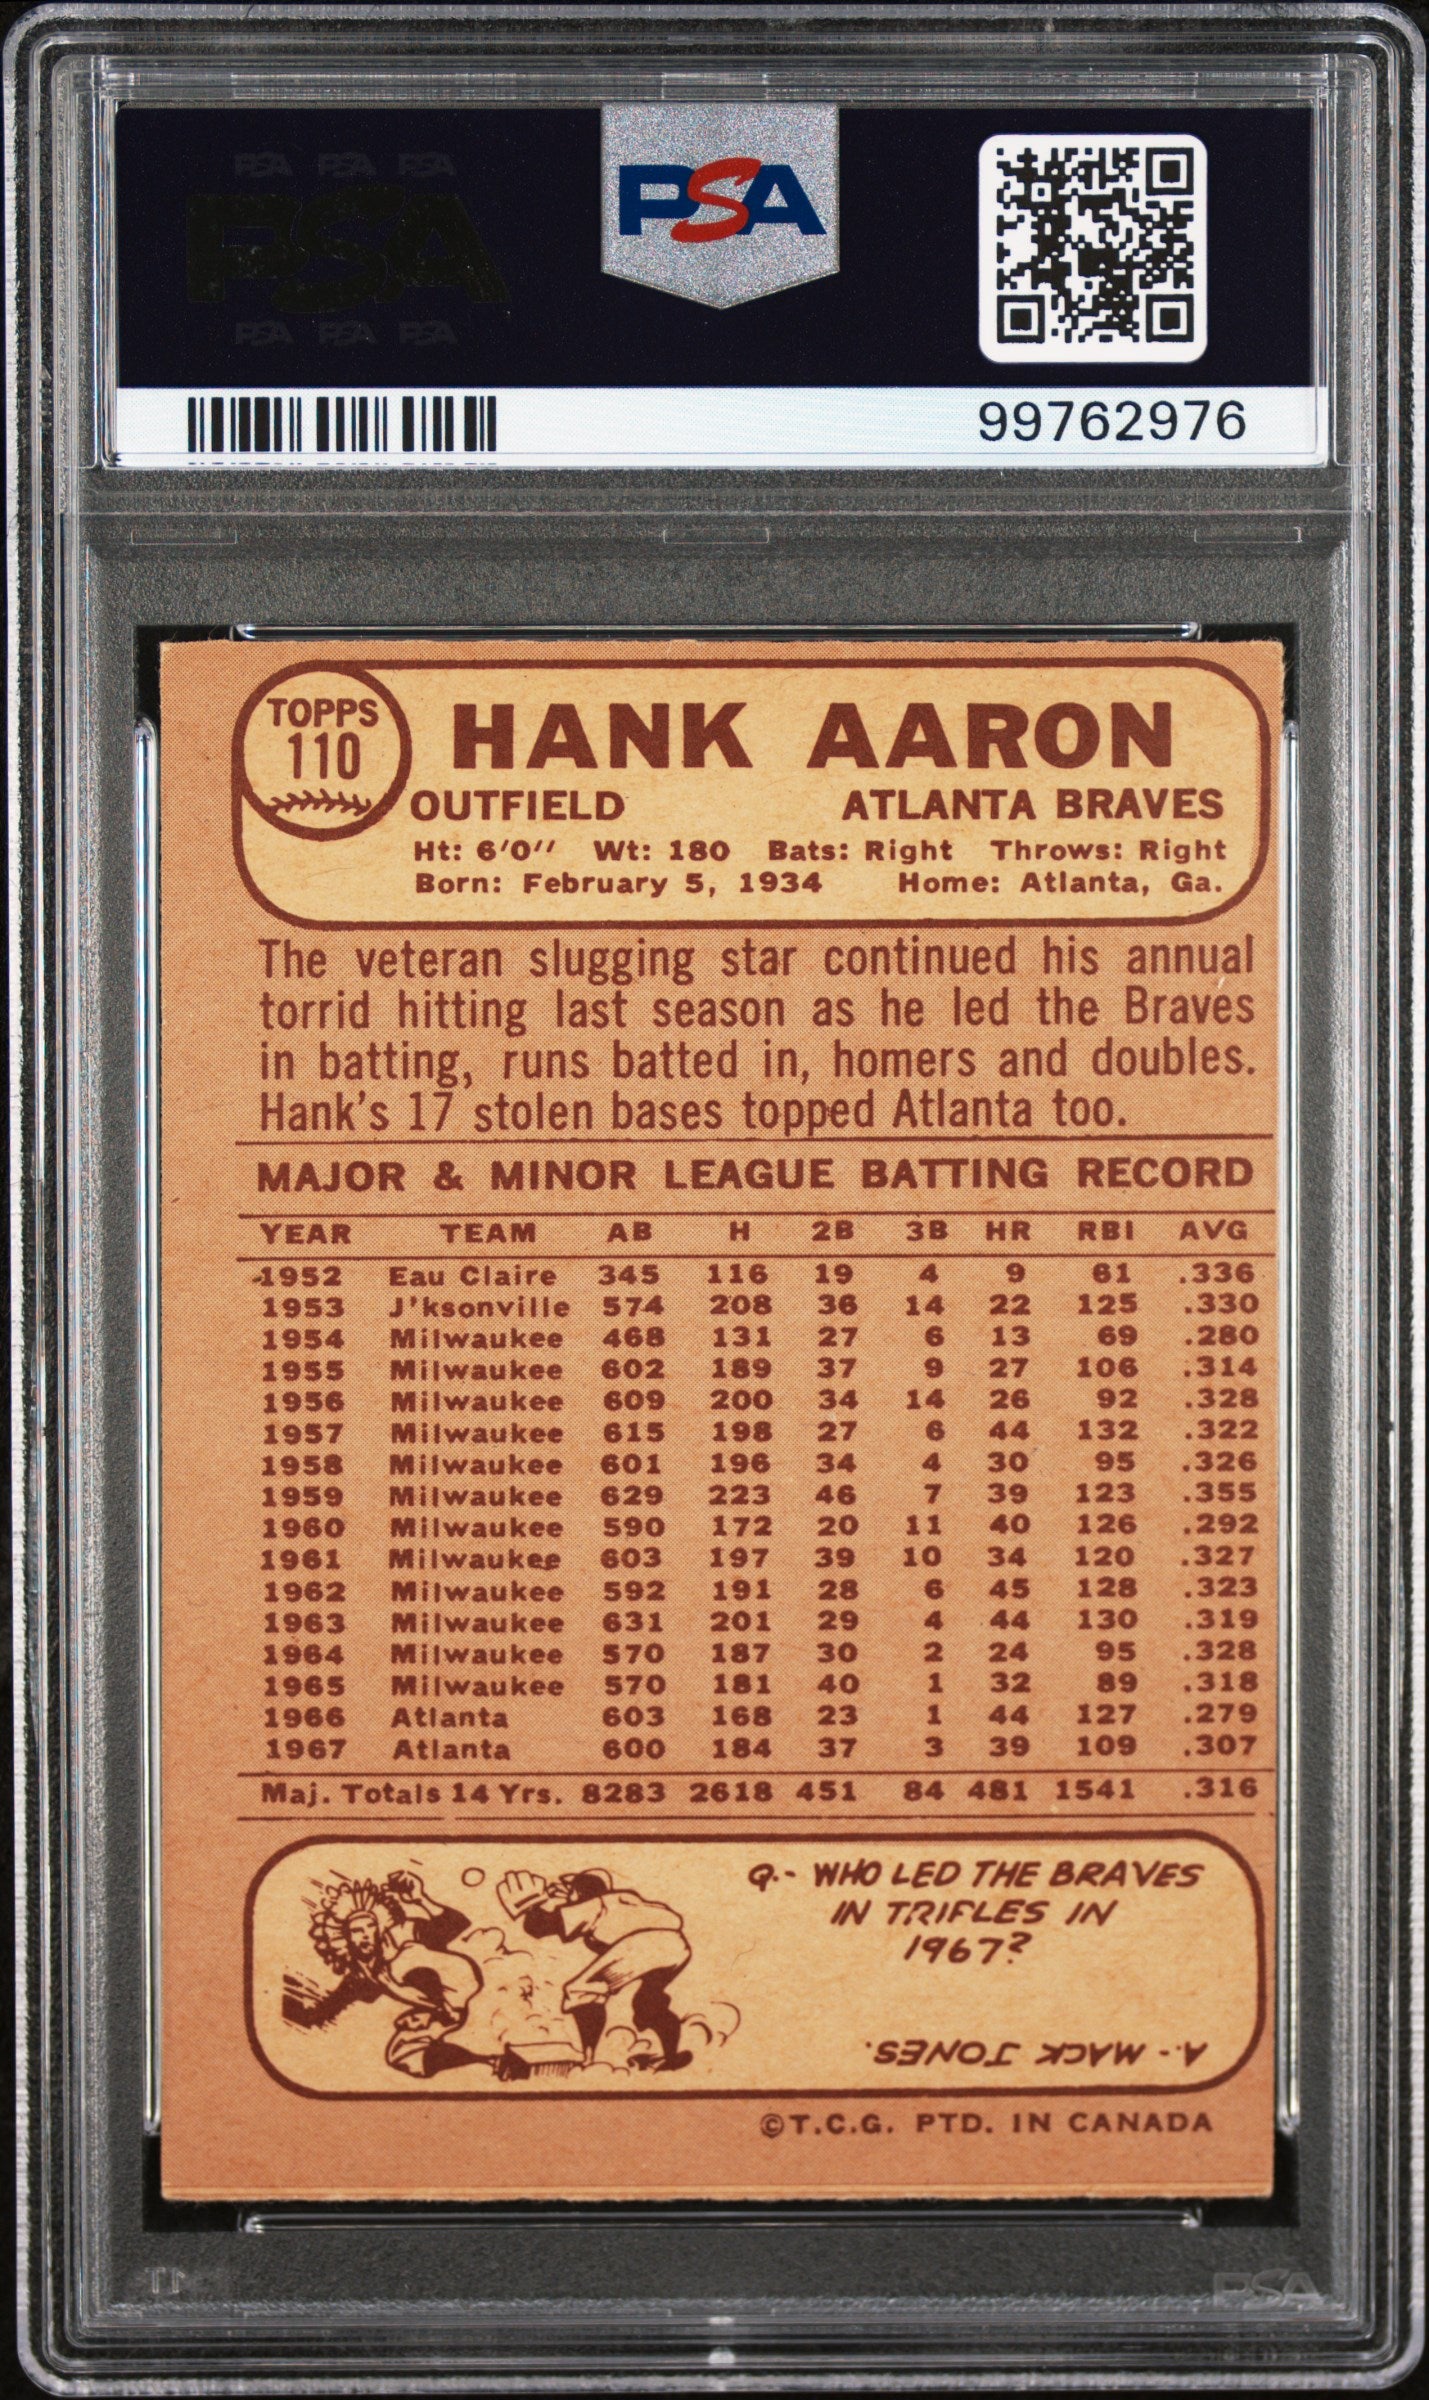 PSA PSA PSA
PSA
PSA PSA PSA
PSA
99762976
TOPPS
110
HANK AARON
OUTFIELD ATLANTA BRAVES
Ht: 6'0'' Wt: 180 Bats: Right Throws: Right
Born: February 5, 1934 Home: Atlanta, Ga.
The veteran slugging star continued his annual
torrid hitting last season as he led the Braves
in batting, runs batted in, homers and doubles.
Hank's 17 stolen bases topped Atlanta too.
MAJOR & MINOR LEAGUE BATTING RECORD
YEAR TEAM AB H 2B 3B HR RBI AVG
1952 Eau Claire 345 116 19 4 9 61 .336
1953 J'ksonville 574 208 36 14 22 125 .330
1954 Milwaukee 468 131 27 6 13 69 .280
1955 Milwaukee 602 189 37 9 27 106 .314
1956 Milwaukee 609 200 34 14 26 92 .328
1957 Milwaukee 615 198 27 6 44 132 .322
1958 Milwaukee 601 196 34 4 30 95 .326
1959 Milwaukee 629 223 46 7 39 123 .355
1960 Milwaukee 590 172 20 11 40 126 .292
1961 Milwaukee 603 197 39 10 34 120 .327
1962 Milwaukee 592 191 28 6 45 128 .323
1963 Milwaukee 631 201 29 4 44 130 .319
1964 Milwaukee 570 187 30 2 24 95 .328
1965 Milwaukee 570 181 40 1 32 89 .318
1966 Atlanta 603 168 23 1 44 127 .279
1967 Atlanta 600 184 37 3 39 109 .307
Maj. Totals 14 Yrs. 8283 2618 451 84 481 1541 .316
Q.- WHO LED THE BRAVES
IN TRIFLES IN
1967?
A.- MACK JONES.
©T.C.G. PTD. IN CANADA
PSA